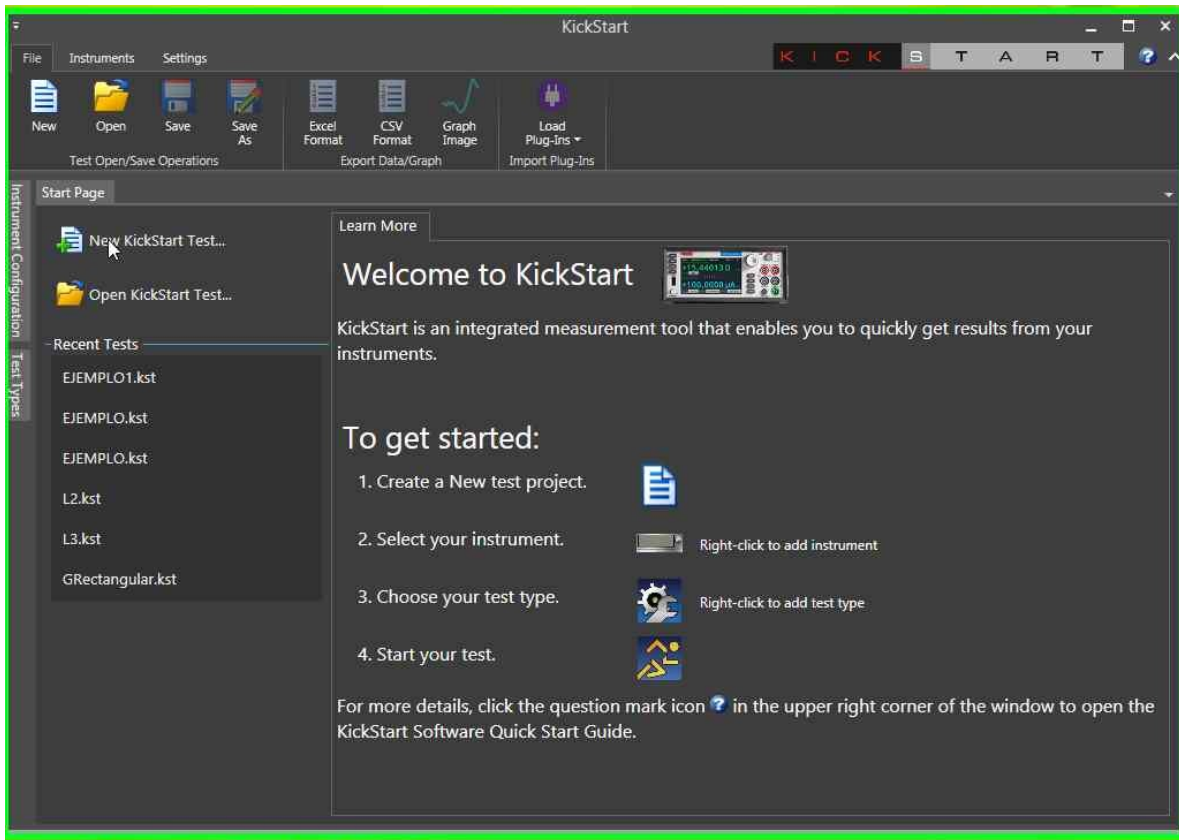 KickStart
File Instruments Settings
K I C K S T A R T
New Open Save Save As Excel Format CSV Format Graph Image Load Plug-Ins
Test Open/Save Operations Export Data/Graph Import Plug-Ins
Instrument Configuration
Test Types
Start Page
New KickStart Test...
Open KickStart Test...
Recent Tests
EJEMPLO1.kst
EJEMPLO.kst
EJEMPLO.kst
L2.kst
L3.kst
GRectangular.kst
Learn More
Welcome to KickStart
KickStart is an integrated measurement tool that enables you to quickly get results from your
instruments.
To get started:
1. Create a New test project.
2. Select your instrument.
Right-click to add instrument
3. Choose your test type.
Right-click to add test type
4. Start your test.
For more details, click the question mark icon ? in the upper right corner of the window to open the
KickStart Software Quick Start Guide.